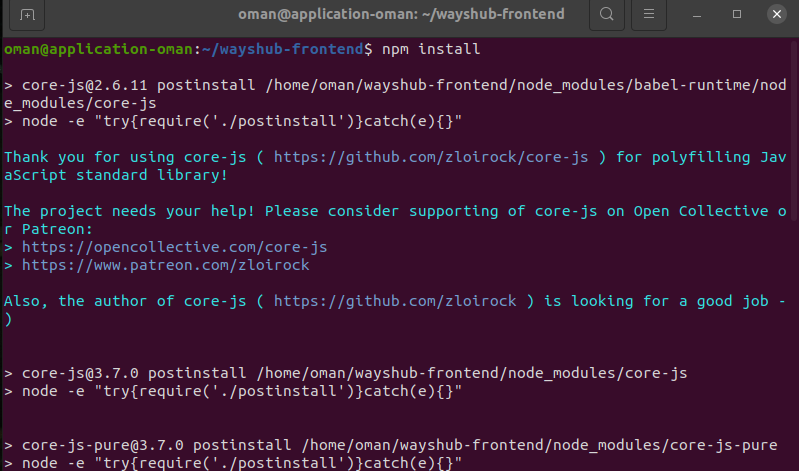 oman@application-oman: ~/wayshub-frontend
oman@application-oman:~/wayshub-frontend$ npm install
> core-js@2.6.11 postinstall /home/oman/wayshub-frontend/node_modules/babel-runtime/nod
e_modules/core-js
> node -e "try{require('./postinstall')}catch(e){}"
Thank you for using core-js ( https://github.com/zloirock/core-js ) for polyfilling Jav
aScript standard library!
The project needs your help! Please consider supporting of core-js on Open Collective o
r Patreon:
> https://opencollective.com/core-js
> https://www.patreon.com/zloirock
Also, the author of core-js ( https://github.com/zloirock ) is looking for a good job -
)
> core-js@3.7.0 postinstall /home/oman/wayshub-frontend/node_modules/core-js
> node -e "try{require('./postinstall')}catch(e){}"
> core-js-pure@3.7.0 postinstall /home/oman/wayshub-frontend/node_modules/core-js-pure
> node -e "try{require('./postinstall')}catch(e){}"